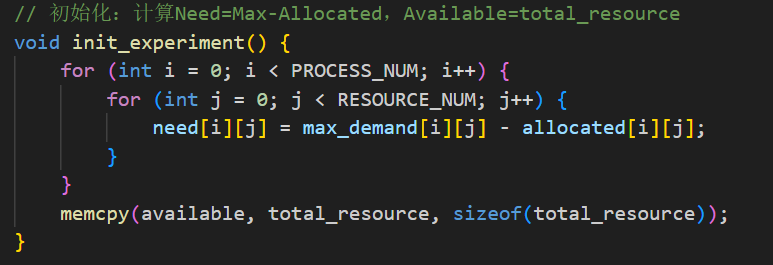 // 初始化：计算Need=Max-Allocated，Available=total_resource
void init_experiment() {
    for (int i = 0; i < PROCESS_NUM; i++) {
        for (int j = 0; j < RESOURCE_NUM; j++) {
            need[i][j] = max_demand[i][j] - allocated[i][j];
        }
    }
    memcpy(available, total_resource, sizeof(total_resource));
}